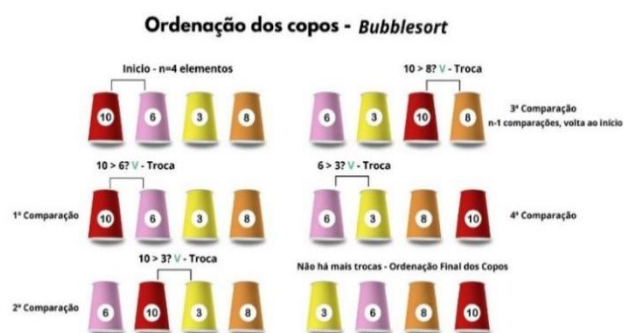 Ordenação dos copos - Bubblesort
Inicio - n=4 elementos
10 6 3 8
10 > 6? V - Troca
1ª Comparação
10 6 3 8
10 > 3? V - Troca
2ª Comparação
6 10 3 8
10 > 8? V - Troca
6 3 10 8
3ª Comparação
n-1 comparações, volta ao início
6 > 3? V - Troca
6 3 8 10
4ª Comparação
Não há mais trocas - Ordenação Final dos Copos
3 6 8 10